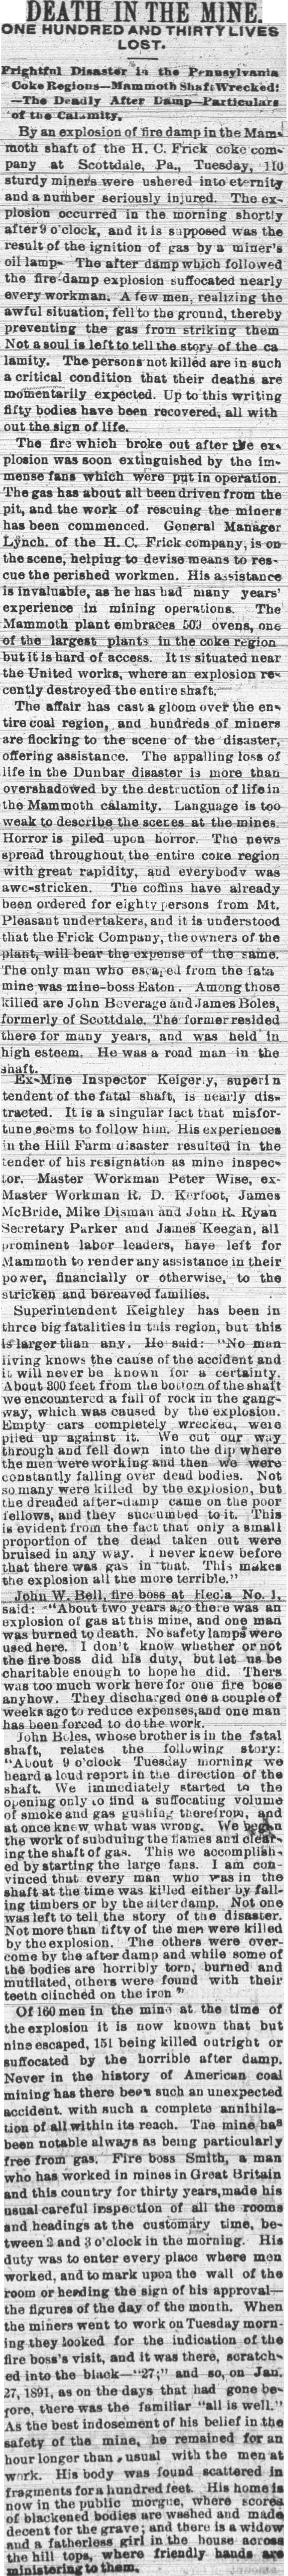 DEATH IN THE MINE.
ONE HUNDRED AND THIRTY LIVES
LOST.
Frightful Disaster in the Pennsylvania
Coke Regions—Mammoth Shaft Wrecked!
—The Deadly After Damp—Particulars
of the Calamity.
By an explosion of fire damp in the Mam-
moth shaft of the H. C. Frick coke com-
pany at Scottdale, Pa., Tuesday, 110
sturdy miners were ushered into eternity
and a number seriously injured. The ex-
plosion occurred in the morning shortly
after 9 o'clock, and it is supposed was the
result of the ignition of gas by a miner's
oil lamp- The after damp which followed
the fire-damp explosion suffocated nearly
every workman. A few men, realizing the
awful situation, fell to the ground, thereby
preventing the gas from striking them
Not a soul is left to tell the story of the ca
lamity. The persons not killed are in such
a critical condition that their deaths are
momentarily expected. Up to this writing
fifty bodies have been recovered, all with
out the sign of life.
The fire which broke out after the ex-
plosion was soon extinguished by the im-
mense fans which were put in operation.
The gas has about all been driven from the
pit, and the work of rescuing the miners
has been commenced. General Manager
Lynch. of the H. C. Frick company, is on
the scene, helping to devise means to res-
cue the perished workmen. His assistance
is invaluable, as he has had many years'
experience in mining operations. The
Mammoth plant embraces 509 ovens, one
of the largest plants in the coke region
but it is hard of access. It is situated near
the United works, where an explosion re-
cently destroyed the entire shaft.
The affair has cast a gloom over the en-
tire coal region, and hundreds of miners
are flocking to the scene of the disaster,
offering assistance. The appalling loss of
life in the Dunbar disaster is more than
overshadowed by the destruction of life in
the Mammoth calamity. Language is too
weak to describe the scenes at the mines.
Horror is piled upon horror. The news
spread throughout the entire coke region
with great rapidity, and everybody was
awe-stricken. The coffins have already
been ordered for eighty persons from Mt.
Pleasant undertakers, and it is understood
that the Frick Company, the owners of the
plant, will bear the expense of the same.
The only man who escaped from the fata
mine was mine-boss Eaton. Among those
killed are John Beverage and James Boles,
formerly of Scottdale. The former resided
there for many years, and was held in
high esteem. He was a road man in the
shaft.
Ex-Mine Inspector Keigerly, superin
tendent of the fatal shaft, is nearly dis-
tracted. It is a singular fact that misfor-
tune seems to follow him. His experiences
in the Hill Farm disaster resulted in the
tender of his resignation as mine inspec-
tor. Master Workman Peter Wise, ex-
Master Workman R. D. Kerfoot, James
McBride, Mike Disman and John R. Ryan
Secretary Parker and James Keegan, all
prominent labor leaders, have left for
Mammoth to render any assistance in their
power, financially or otherwise, to the
stricken and bereaved families.
Superintendent Keighley has been in
three big fatalities in this region, but this
is larger than any. He said: "No man
living knows the cause of the accident and
it will never be known for a certainty.
About 300 feet from the bottom of the shaft
we encountered a fall of rock in the gang-
way, which was caused by the explosion.
Empty cars completely wrecked, were
piled up against it. We cut our way
through and fell down into the dip where
the men were working and then we were
constantly falling over dead bodies. Not
so many were killed by the explosion, but
the dreaded after-damp came on the poor
fellows, and they succumbed to it. This
is evident from the fact that only a small
proportion of the dead taken out were
bruised in any way. I never knew before
that there was gas in that. This makes
the explosion all the more terrible."
John W. Bell, fire boss at Hecla No. 1,
said: "About two years ago there was an
explosion of gas at this mine, and one man
was burned to death. No safety lamps were
used here. I don't know whether or not
the fire boss did his duty, but let us be
charitable enough to hope he did. There
was too much work here for one fire boss
anyhow. They discharged one a couple of
weeks ago to reduce expenses, and one man
has been forced to do the work.
John Boles, whose brother is in the fatal
shaft, relates the following story:
"About 9 o'clock Tuesday morning we
heard a loud report in the direction of the
shaft. We immediately started to the
opening only to find a suffocating volume
of smoke and gas gushing therefrom, and
at once knew what was wrong. We began
the work of subduing the flames and clear-
ing the shaft of gas. This we accomplish-
ed by starting the large fans. I am con-
vinced that every man who was in the
shaft at the time was killed either by fall-
ing timbers or by the afterdamp. Not one
was left to tell the story of the disaster.
Not more than fifty of the men were killed
by the explosion. The others were over-
come by the after damp and while some of
the bodies are horribly torn, burned and
mutilated, others were found with their
teeth clinched on the iron"
Of 160 men in the mine at the time of
the explosion it is now known that but
nine escaped, 151 being killed outright or
suffocated by the horrible after damp.
Never in the history of American coal
mining has there been such an unexpected
accident. with such a complete annihila-
tion of all within its reach. The mine has
been notable always as being particularly
free from gas. Fire boss Smith, a man
who has worked in mines in Great Britain
and this country for thirty years, made his
usual careful inspection of all the rooms
and headings at the customary time, be-
tween 2 and 3 o'clock in the morning. His
duty was to enter every place where men
worked, and to mark upon the wall of the
room or heading the sign of his approval—
the figures of the day of the month. When
the miners went to work on Tuesday morn-
ing they looked for the indication of the
fire boss's visit, and it was there, scratch-
ed into the black—"27;" and so, on Jan.
27, 1891, as on the days that had gone be-
fore, there was the familiar "all is well."
As the best indosement of his belief in the
safety of the mine, he remained for an
hour longer than usual with the men at
work. His body was found scattered in
fragments for a hundred feet. His home is
now in the public morgue, where scores
of blackened bodies are washed and made
decent for the grave; and there is a widow
and a fatherless girl in the house across
the hill tops, where friendly hands are
ministering to them.